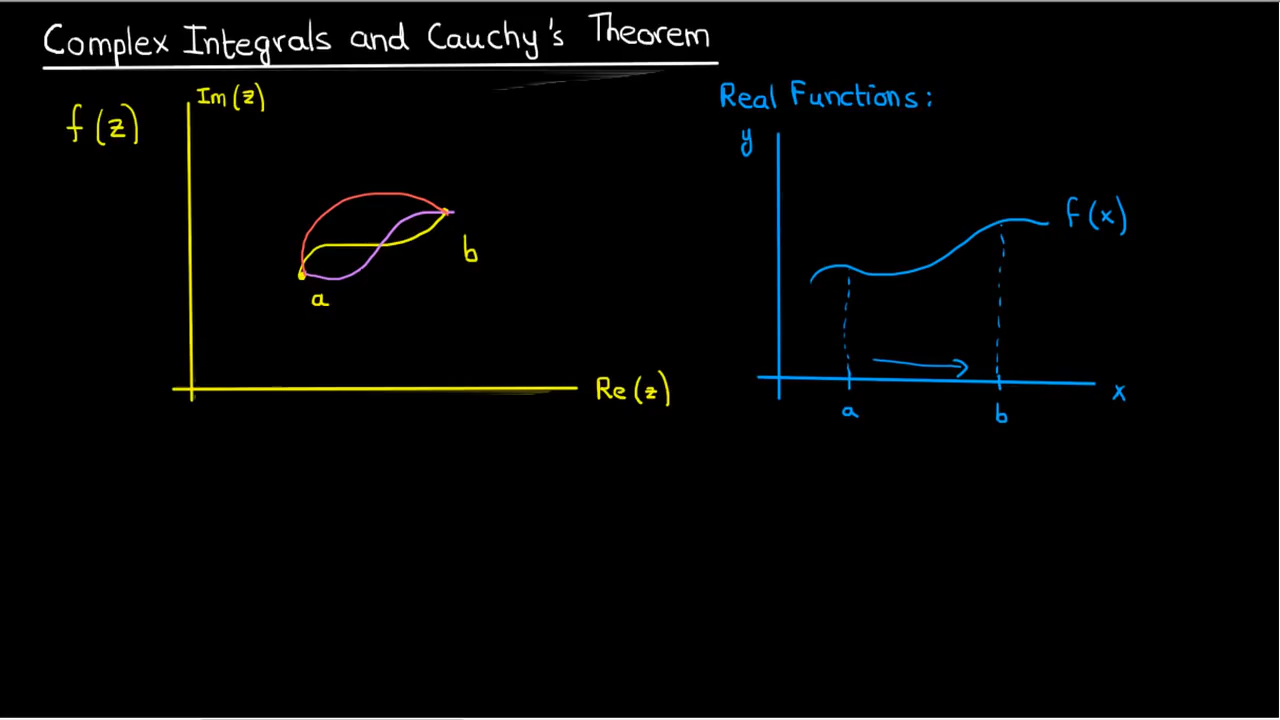 Complex Integrals and Cauchy's Theorem
f(z)
Im(z)
b
a
Re(z)
Real Functions:
y
f(x)
a
b
x